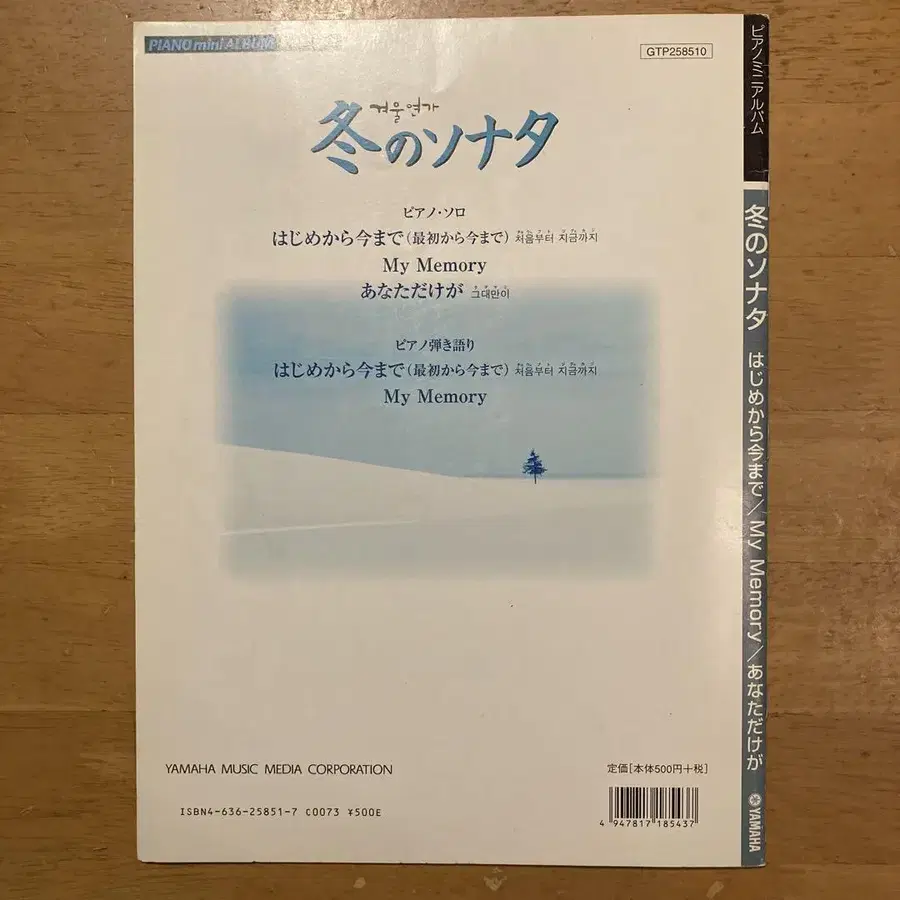 PIANO mini ALBUM
GTP258510
겨울연가
冬のソナタ
ピアノ・ソロ
はじめから今まで(最初から今まで) 처음부터 지금까지
My Memory
あなただけが 그대만이
ピアノ弾き語り
はじめから今まで(最初から今まで) 처음부터 지금까지
My Memory
YAMAHA MUSIC MEDIA CORPORATION
定価[本体500円+税]
ISBN4-636-25851-7 C0073 ¥500E
4 947817 185437
ピアノミニアルバム
冬のソナタ はじめから今まで/My Memory/あなただけが
YAMAHA